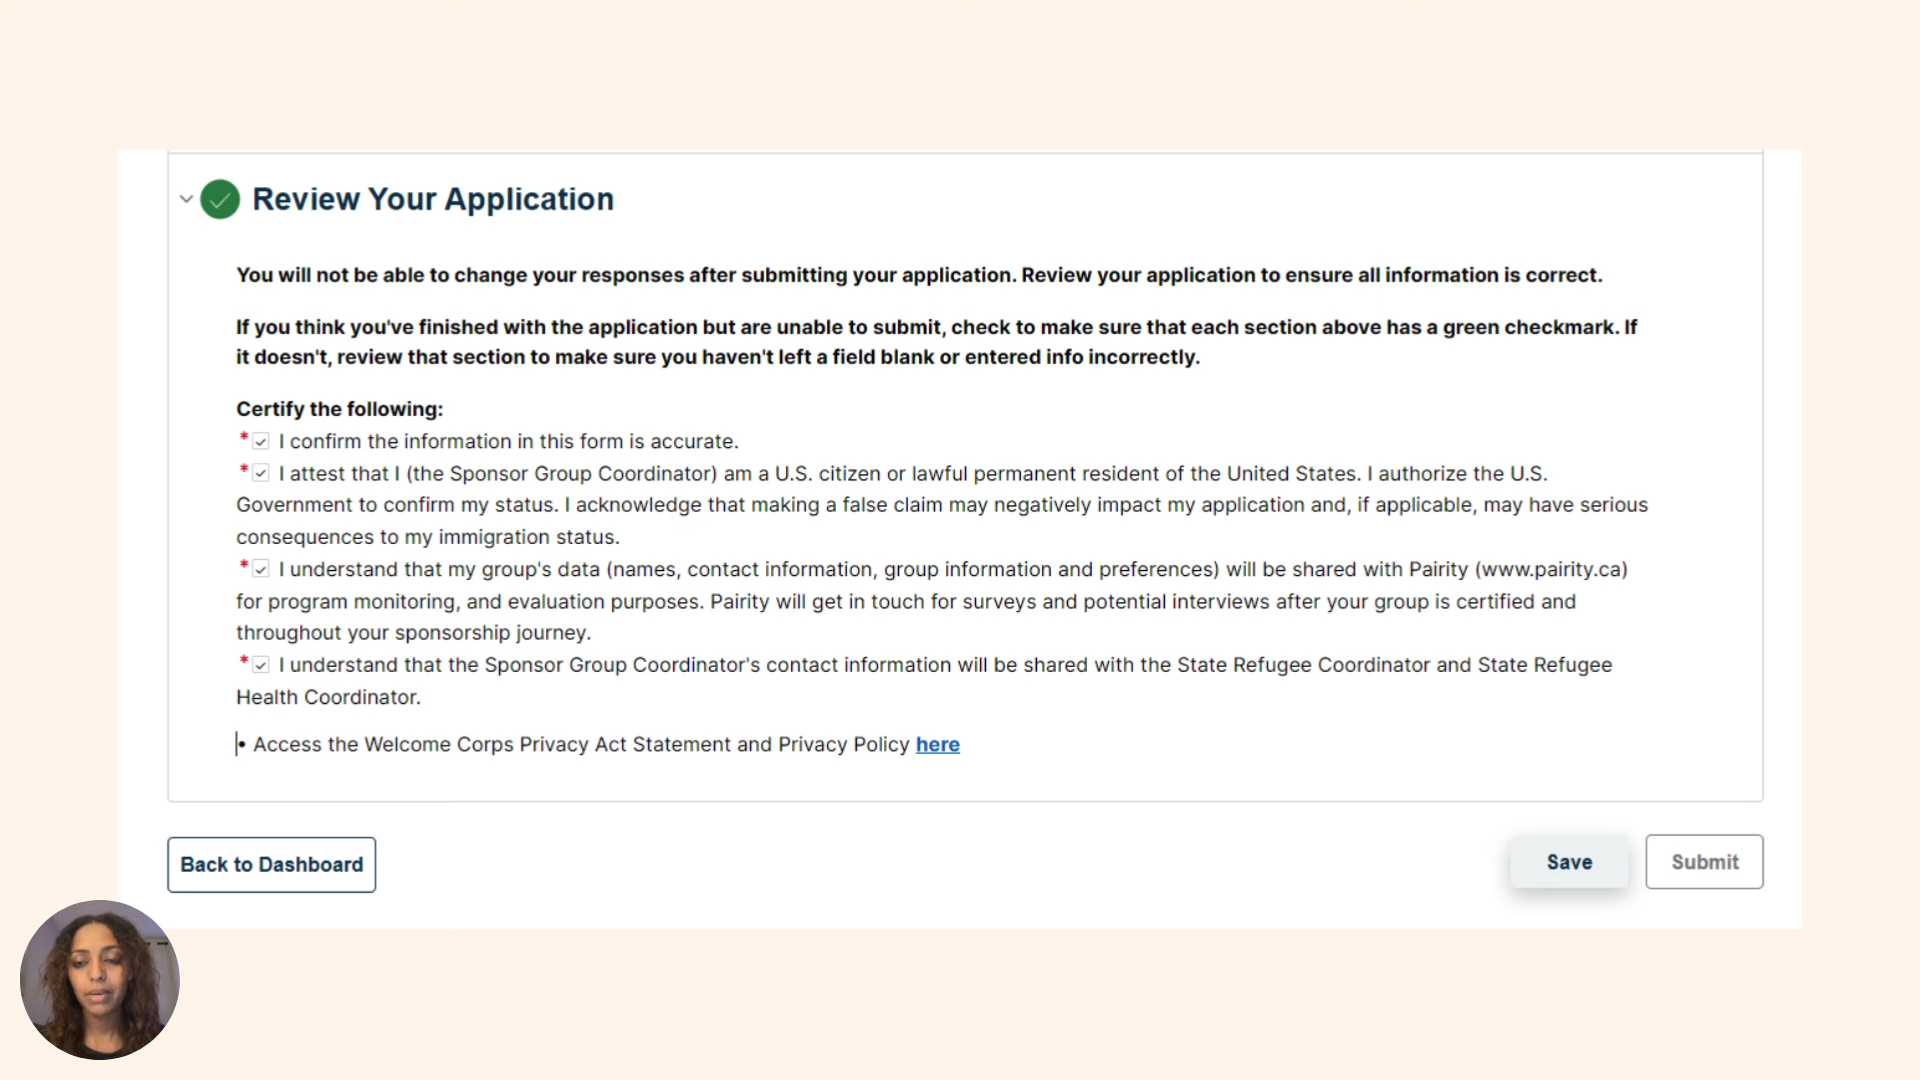 Review Your Application
You will not be able to change your responses after submitting your application. Review your application to ensure all information is correct.
If you think you've finished with the application but are unable to submit, check to make sure that each section above has a green checkmark. If
it doesn't, review that section to make sure you haven't left a field blank or entered info incorrectly.
Certify the following:
* I confirm the information in this form is accurate.
* I attest that I (the Sponsor Group Coordinator) am a U.S. citizen or lawful permanent resident of the United States. I authorize the U.S.
Government to confirm my status. I acknowledge that making a false claim may negatively impact my application and, if applicable, may have serious
consequences to my immigration status.
* I understand that my group's data (names, contact information, group information and preferences) will be shared with Pairity (www.pairity.ca)
for program monitoring, and evaluation purposes. Pairity will get in touch for surveys and potential interviews after your group is certified and
throughout your sponsorship journey.
* I understand that the Sponsor Group Coordinator's contact information will be shared with the State Refugee Coordinator and State Refugee
Health Coordinator.
• Access the Welcome Corps Privacy Act Statement and Privacy Policy here
Back to Dashboard
Save
Submit